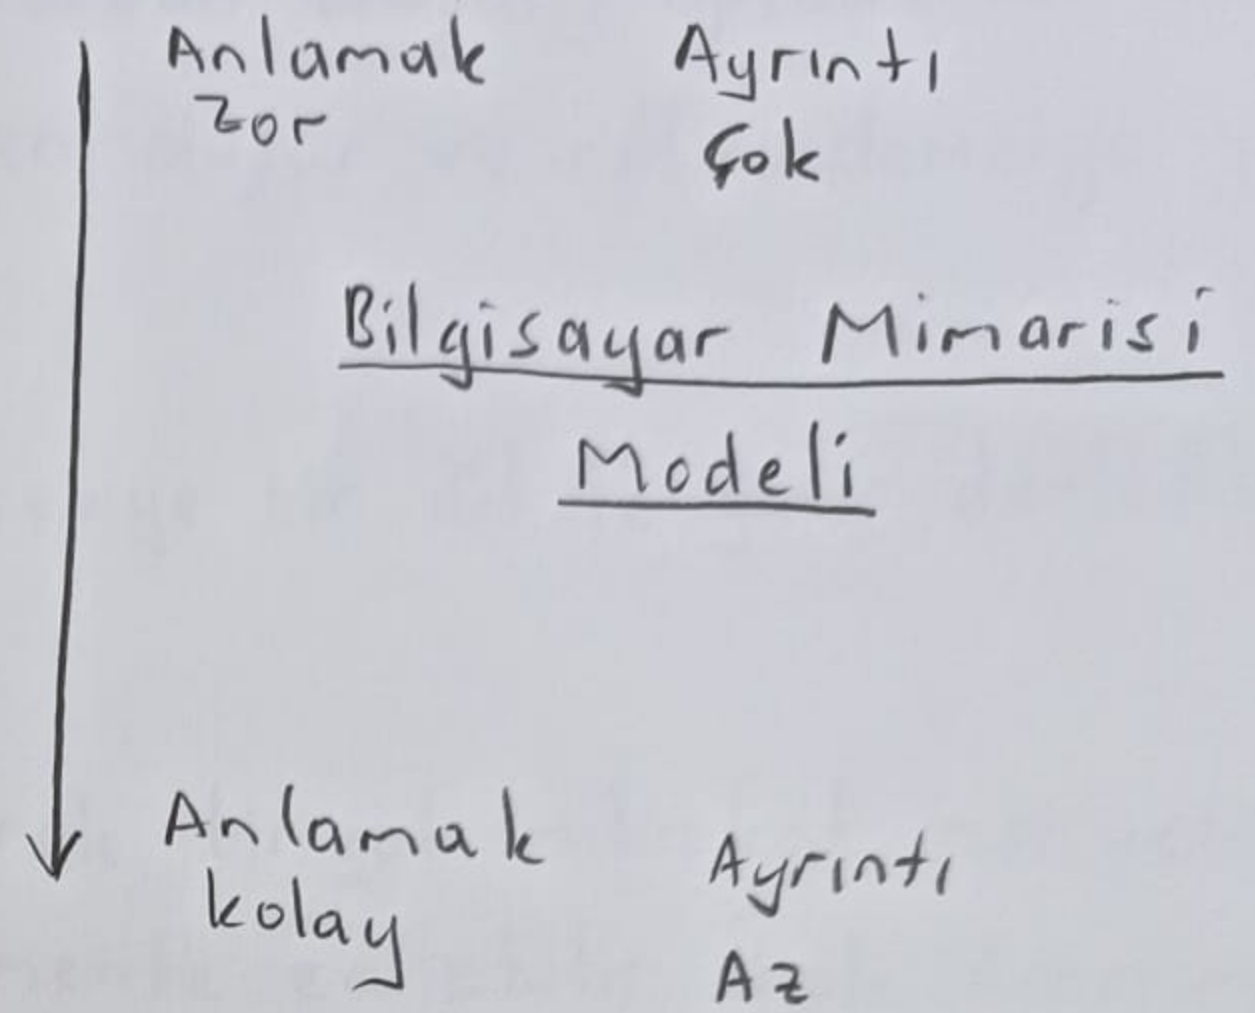 Anlamak Ayrıntı
Zor Çok
Bilgisayar Mimarisi
Modeli
Anlamak Ayrıntı
kolay Az